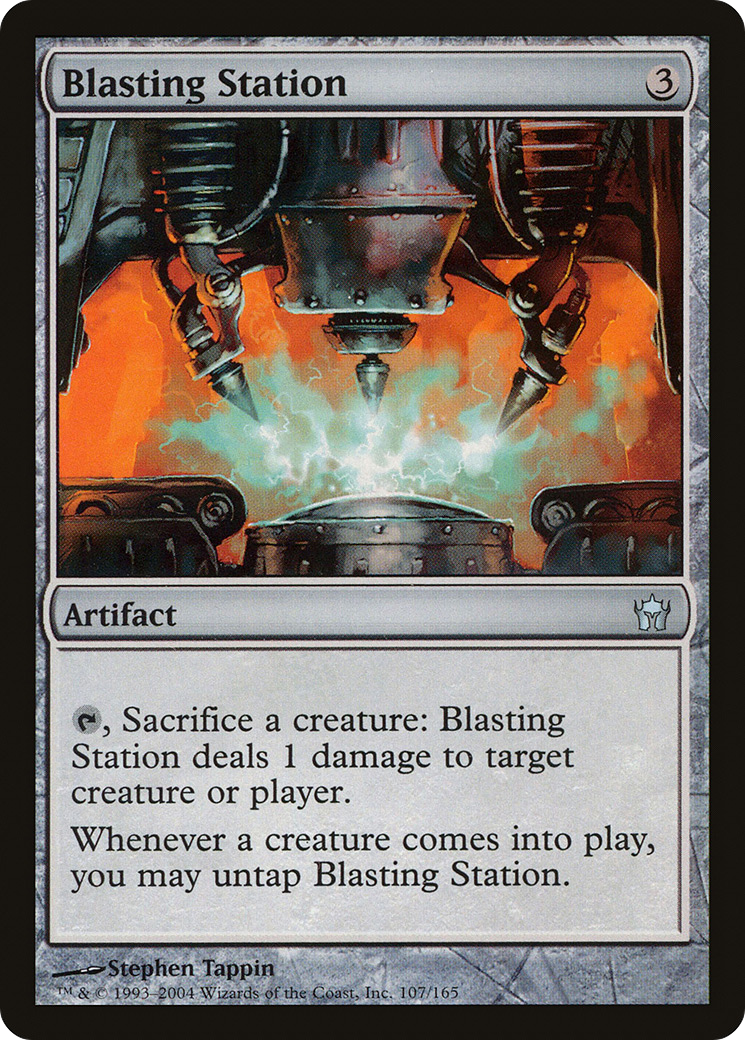 Blasting Station
3
Artifact
, Sacrifice a creature: Blasting
Station deals 1 damage to target
creature or player.
Whenever a creature comes into play,
you may untap Blasting Station.
Stephen Tappin
™ & © 1993–2004 Wizards of the Coast, Inc. 107/165